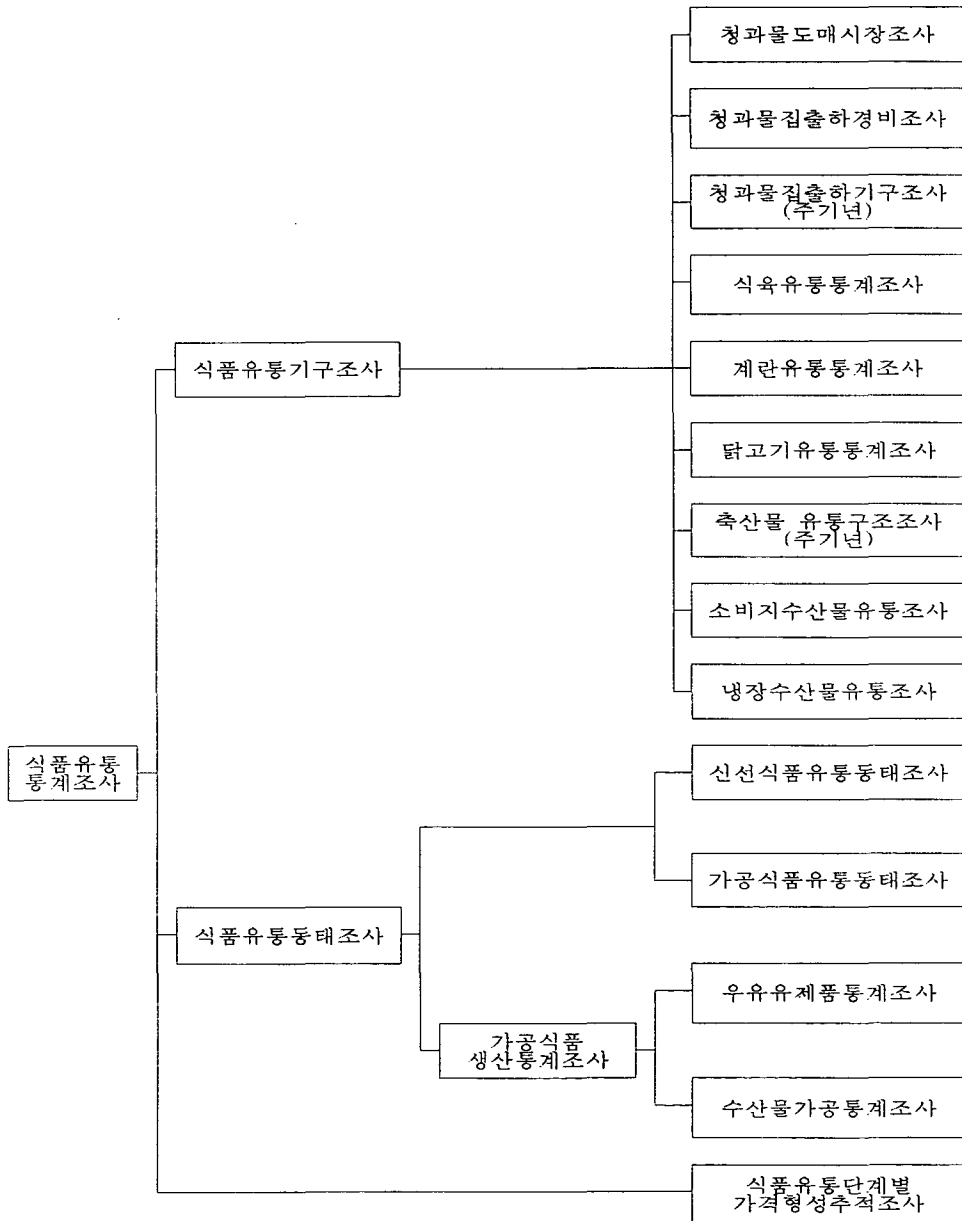 청과물도매시장조사
청과물집출하경비조사
청과물집출하기구조사
(주기년)
식육유통통계조사
식품유통기구조사
계란유통통계조사
닭고기유통통계조사
축산물 유통구조조사
(주기년)
소비지수산물유통조사
냉장수산물유통조사
식품유통
통계조사
신선식품유통동태조사
가공식품유통동태조사
식품유통동태조사
우유유제품통계조사
가공식품
생산통계조사
수산물가공통계조사
식품유통단계별
가격형성추적조사